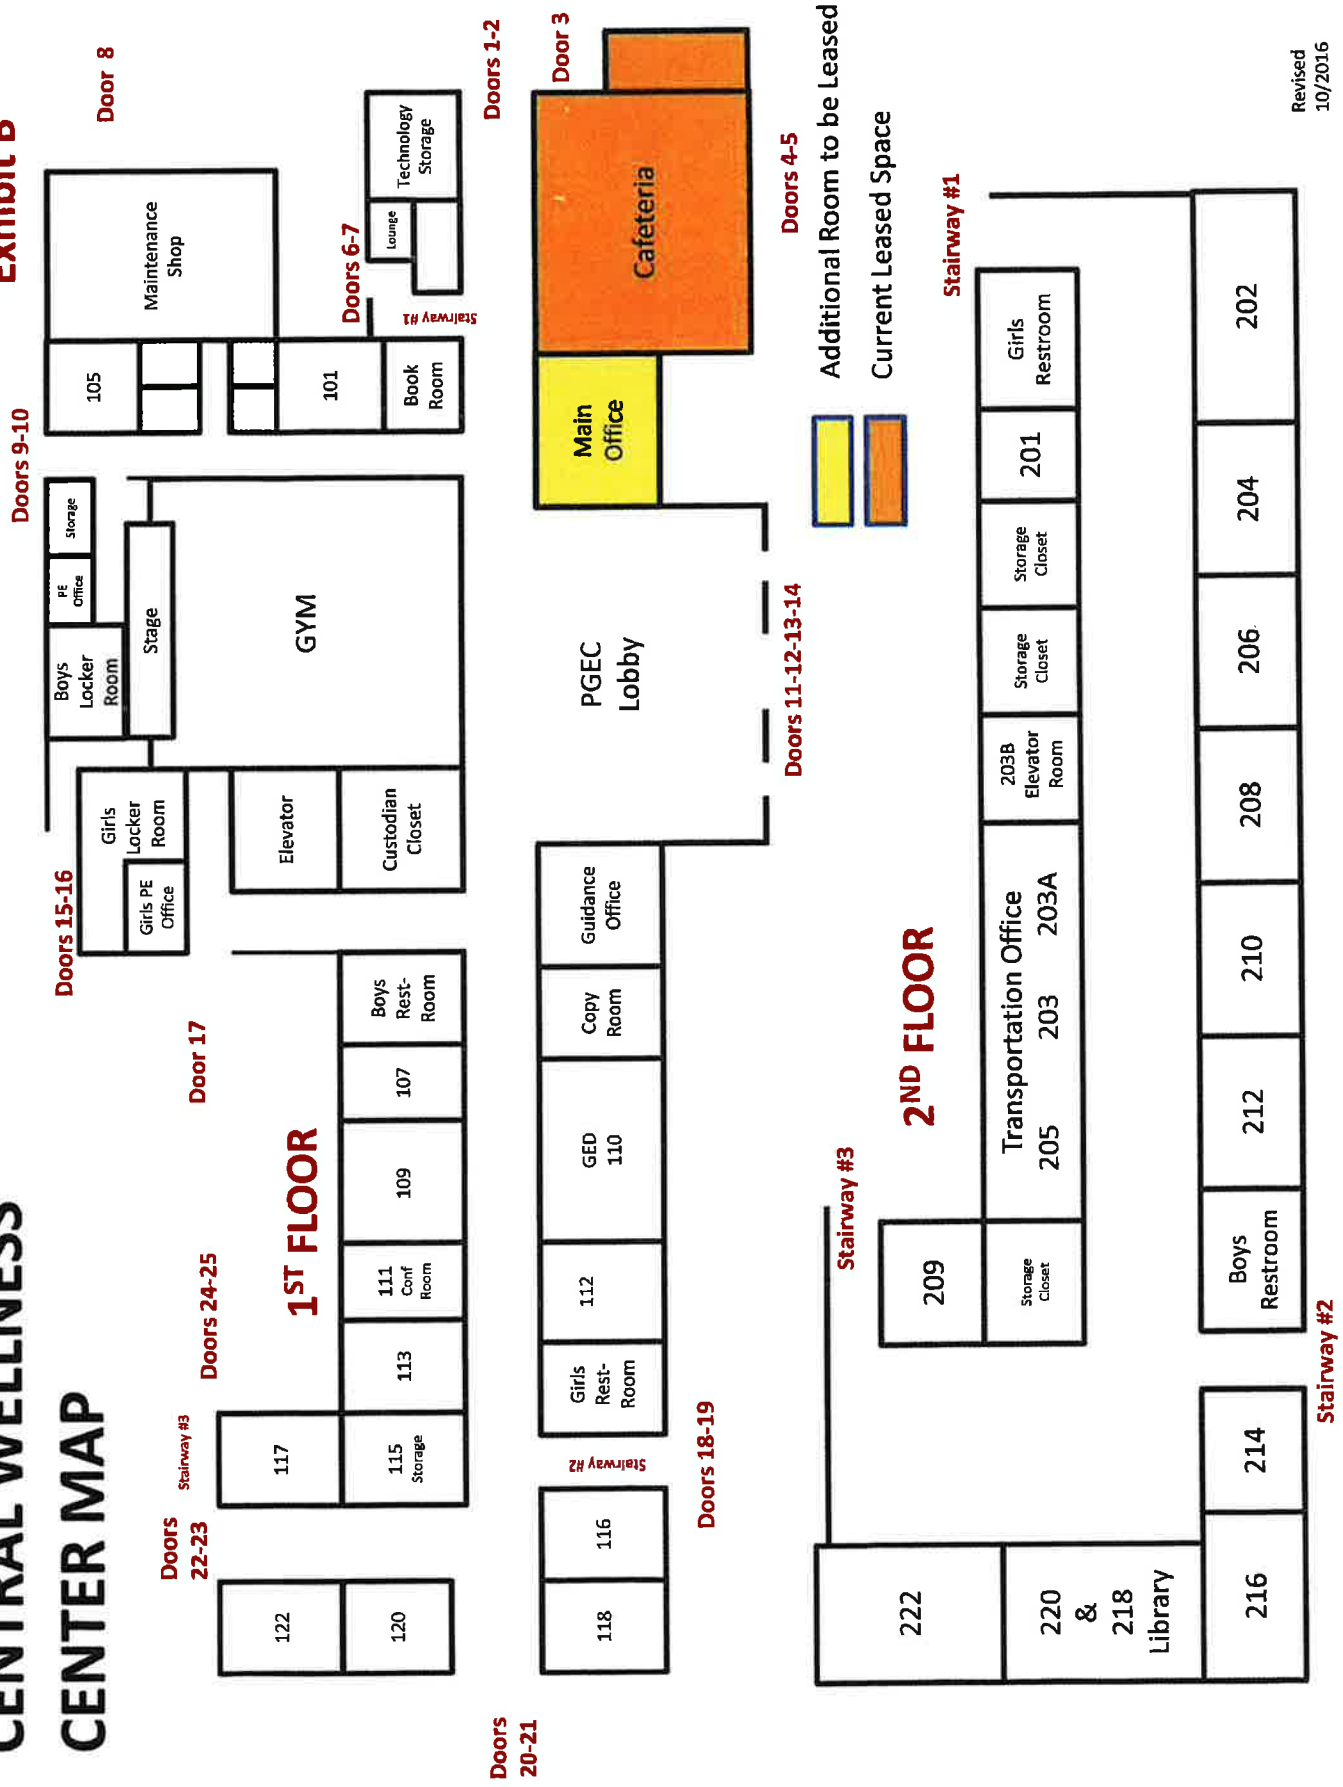 Exhibit B
CENTRAL WELLNESS
CENTER MAP
Doors 15-16
Doors 9-10
Door 8
Girls
Locker
Room
Girls PE
Office
Boys
Locker
Room
PE
Office
Storage
Stage
105
Maintenance
Shop
Doors
22-23
Stairway #3
Doors 24-25
Door 17
122
117
1ST FLOOR
Elevator
GYM
101
Doors 6-7
120
115
Storage
113
111
Conf
Room
109
107
Boys
Rest-
Room
Custodian
Closet
Book
Room
Stairway #1
Lounge
Technology
Storage
Doors
20-21
Doors 1-2
118
116
Stairway #2
Girls
Rest-
Room
112
GED
110
Copy
Room
Guidance
Office
PGEC
Lobby
Main
Office
Cafeteria
Door 3
Doors 18-19
Doors 11-12-13-14
Doors 4-5
Additional Room to be Leased
Current Leased Space
Stairway #3
2ND FLOOR
Stairway #1
222
209
220
&
218
Library
Storage
Closet
Transportation Office
205 203 203A
203B
Elevator
Room
Storage
Closet
Storage
Closet
201
Girls
Restroom
216
214
Boys
Restroom
212
210
208
206
204
202
Stairway #2
Revised
10/2016